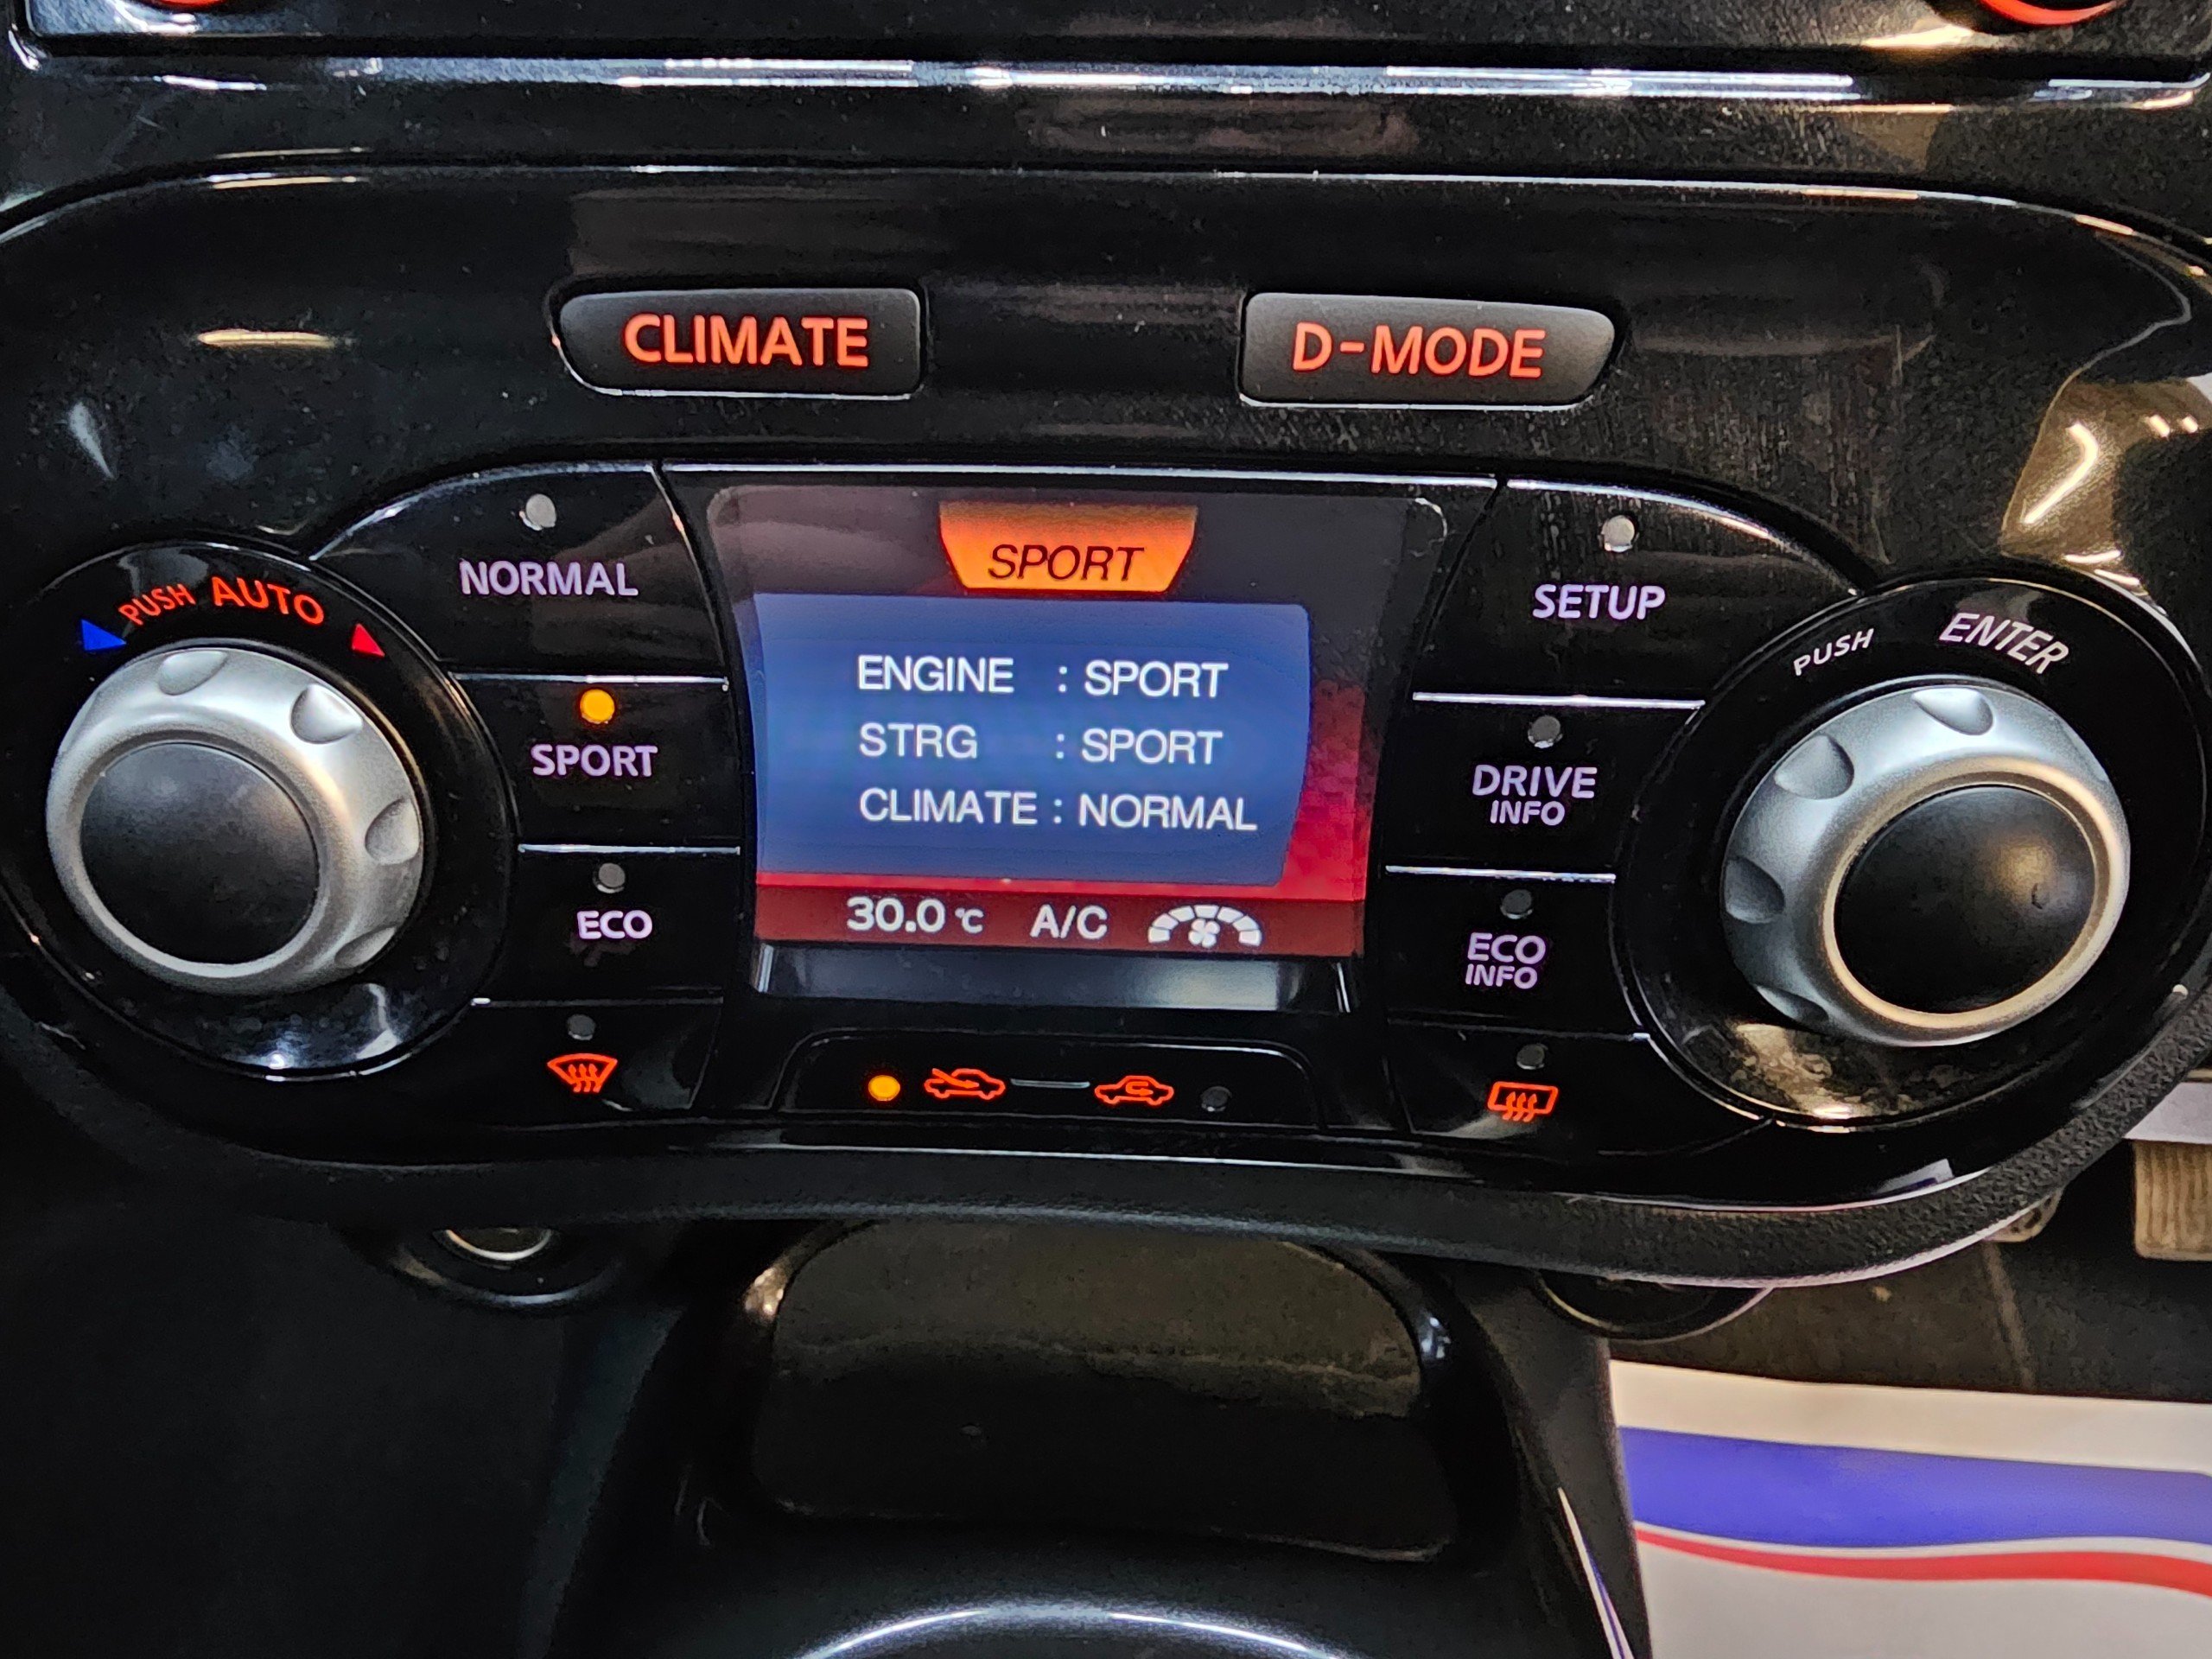 CLIMATE
D-MODE
NORMAL
SPORT
SETUP
PUSH AUTO
PUSH ENTER
ENGINE : SPORT
STRG : SPORT
CLIMATE : NORMAL
SPORT
DRIVE
INFO
ECO
30.0 °C A/C
ECO
INFO